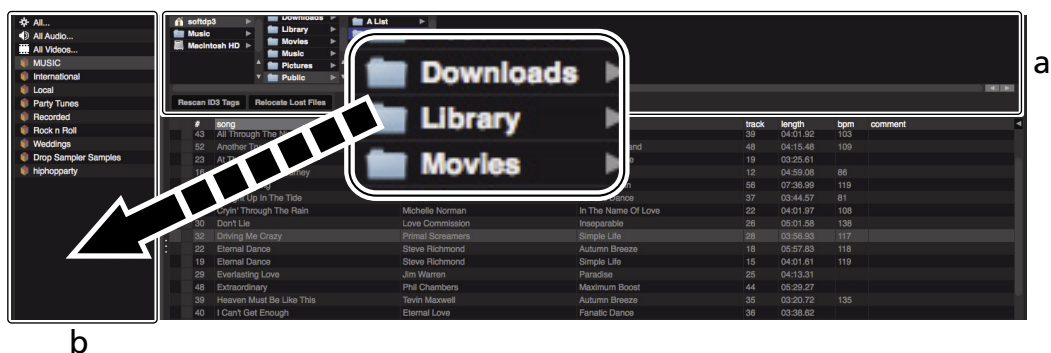 All...
All Audio...
All Videos...
MUSIC
International
Local
Party Tunes
Recorded
Rock n Roll
Weddings
Drop Sampler Samples
hiphopparty
softdp3
Music
Macintosh HD
Downloads
Library
Movies
Music
Pictures
Public
A List
Downloads
Library
Movies
Rescan ID3 Tags Relocate Lost Files
# song track length bpm comment
43 All Through The 39 04:01.92 103
52 Another 48 04:15.48 109
23 At 19 03:25.61
16 12 04:59.08 86
56 07:36.99 119
Up In The Tide Dance 37 03:44.57 81
Cryin' Through The Rain Michelle Norman In The Name Of Love 22 04:01.97 108
30 Don't Lie Love Commission Inseparable 26 05:01.58 138
32 Driving Me Crazy Primal Screamers Simple Life 28 03:56.93 117
22 Eternal Dance Steve Richmond Autumn Breeze 18 05:57.83 118
19 Eternal Dance Steve Richmond Simple Life 15 04:01.61 119
29 Everlasting Love Jim Warren Paradise 25 04:13.31
48 Extraordinary Phil Chambers Maximum Boost 44 05:29.27
39 Heaven Must Be Like This Tevin Maxwell Autumn Breeze 35 03:20.72 135
40 I Can't Get Enough Eternal Love Fanatic Dance 36 03:38.62
a
b